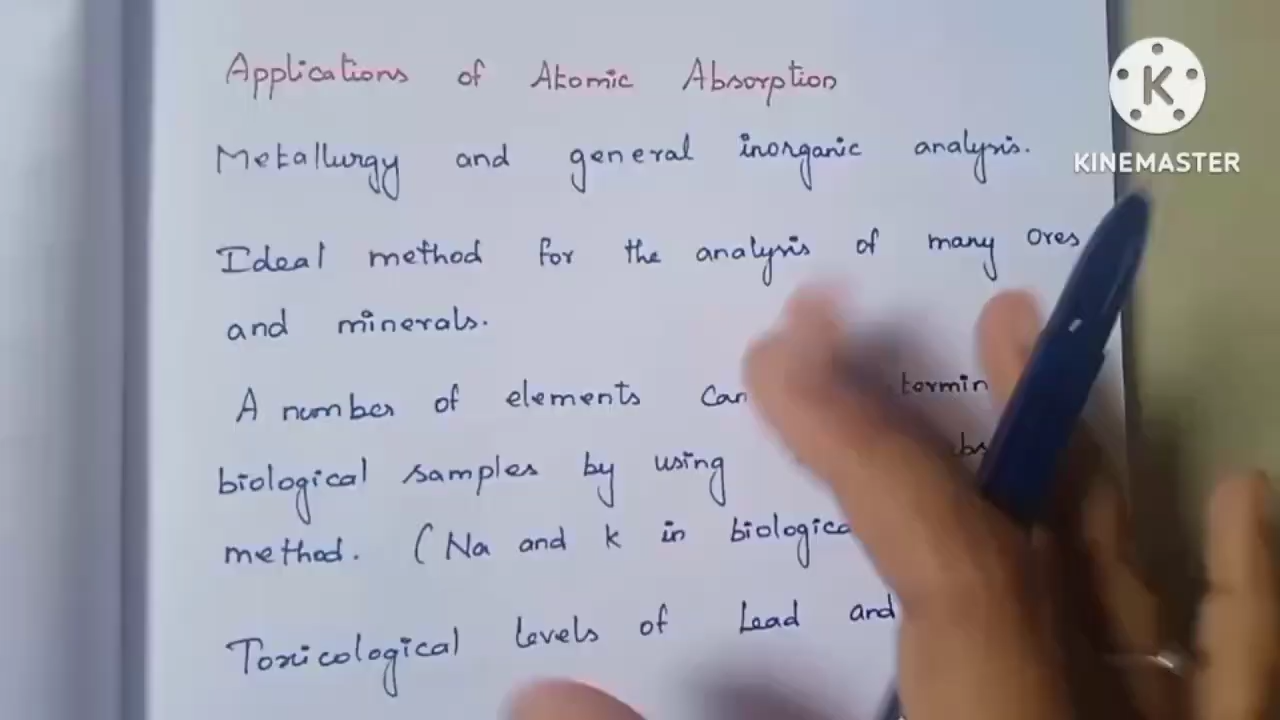 Applications of Atomic Absorption
Metallurgy and general inorganic analysis.
Ideal method for the analysis of many ores
and minerals.
A number of elements can
biological samples by using
method. (Na and K in
Toxicological levels of Lead and
K
KINEMASTER